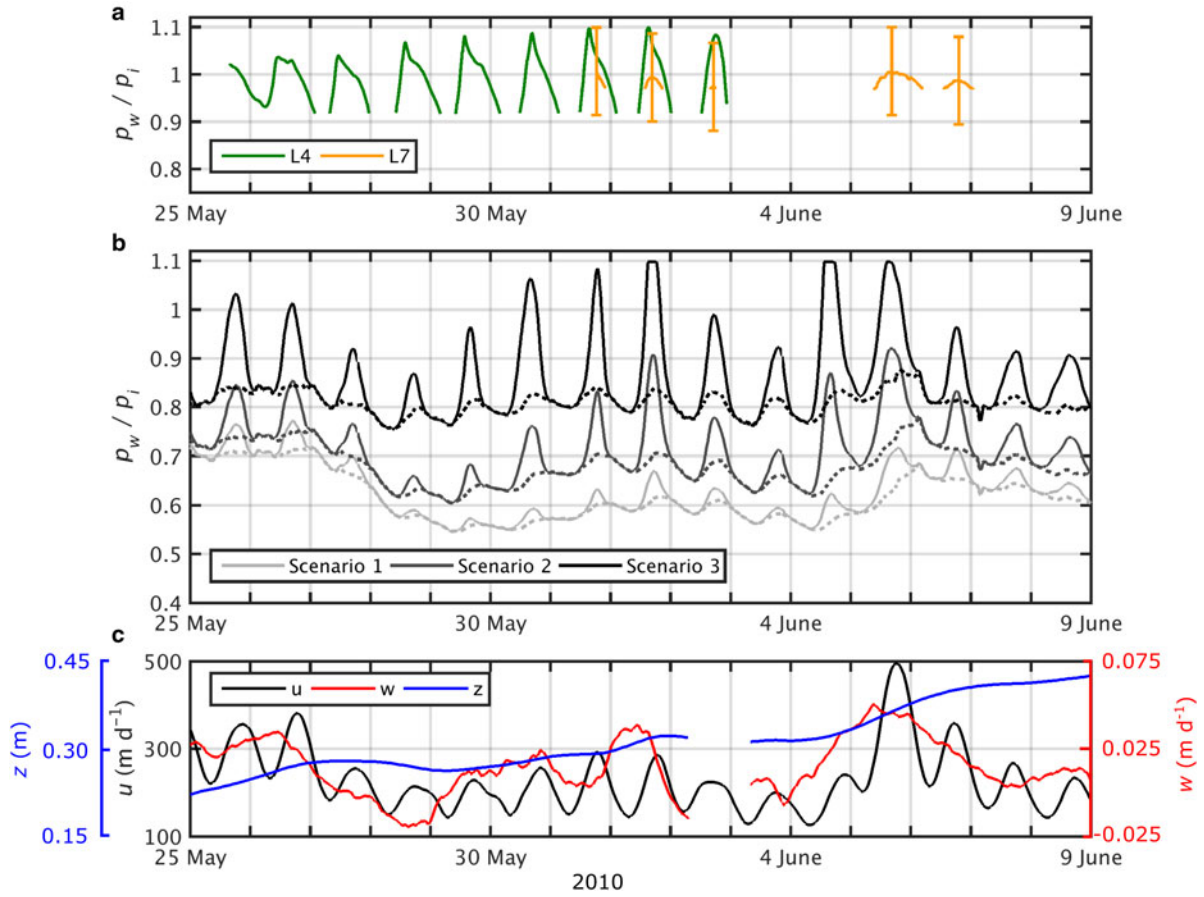 a
1.1
1
0.9
0.8
p_w / p_i
L4 L7
25 May 30 May 4 June 9 June
b
1.1
1
0.9
0.8
0.7
0.6
0.5
0.4
p_w / p_i
Scenario 1 Scenario 2 Scenario 3
25 May 30 May 4 June 9 June
c
0.45 500 0.075
0.30 300 0.025
0.15 100 -0.025
z (m)
u (m d⁻¹)
w (m d⁻¹)
u w z
25 May 30 May 4 June 9 June
2010